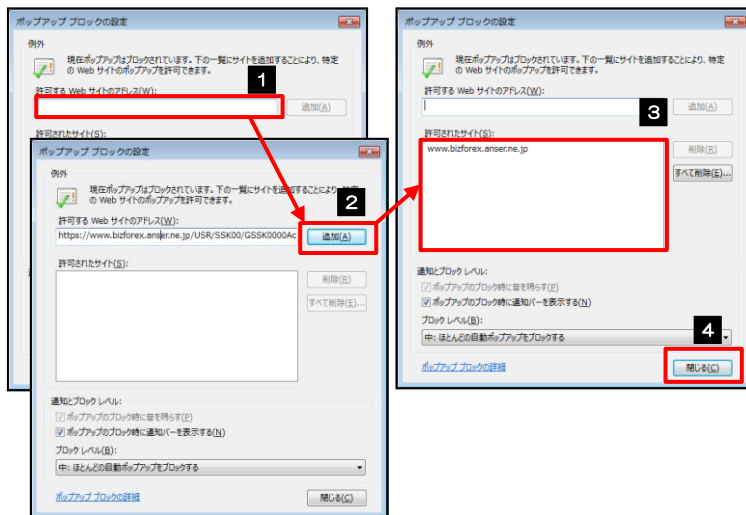 ポップアップ ブロックの設定
例外
現在ポップアップはブロックされています。下の一覧にサイトを追加することにより、特定
の Web サイトのポップアップを許可できます。
1
許可する Web サイトのアドレス(W):
追加(A)
許可されたサイト(S):
ポップアップ ブロックの設定
例外
現在ポップアップはブロックされています。下の一覧にサイトを追加することにより、特定
の Web サイトのポップアップを許可できます。
2
許可する Web サイトのアドレス(W):
https://www.bizforex.anser.ne.jp/USR/SSK00/GSSK0000Ac
追加(A)
許可されたサイト(S):
削除(R)
すべて削除(E)...
通知とブロック レベル:
ポップアップのブロック時に音を鳴らす(P)
ポップアップのブロック時に通知バーを表示する(N)
ブロック レベル(B):
中: ほとんどの自動ポップアップをブロックする
ポップアップ ブロックの詳細
閉じる(C)
ポップアップ ブロックの設定
例外
現在ポップアップはブロックされています。下の一覧にサイトを追加することにより、特定
の Web サイトのポップアップを許可できます。
許可する Web サイトのアドレス(W):
3
追加(A)
許可されたサイト(S):
www.bizforex.anser.ne.jp
削除(R)
すべて削除(E)...
通知とブロック レベル:
ポップアップのブロック時に音を鳴らす(P)
ポップアップのブロック時に通知バーを表示する(N)
ブロック レベル(B):
4
中: ほとんどの自動ポップアップをブロックする
ポップアップ ブロックの詳細
閉じる(C)